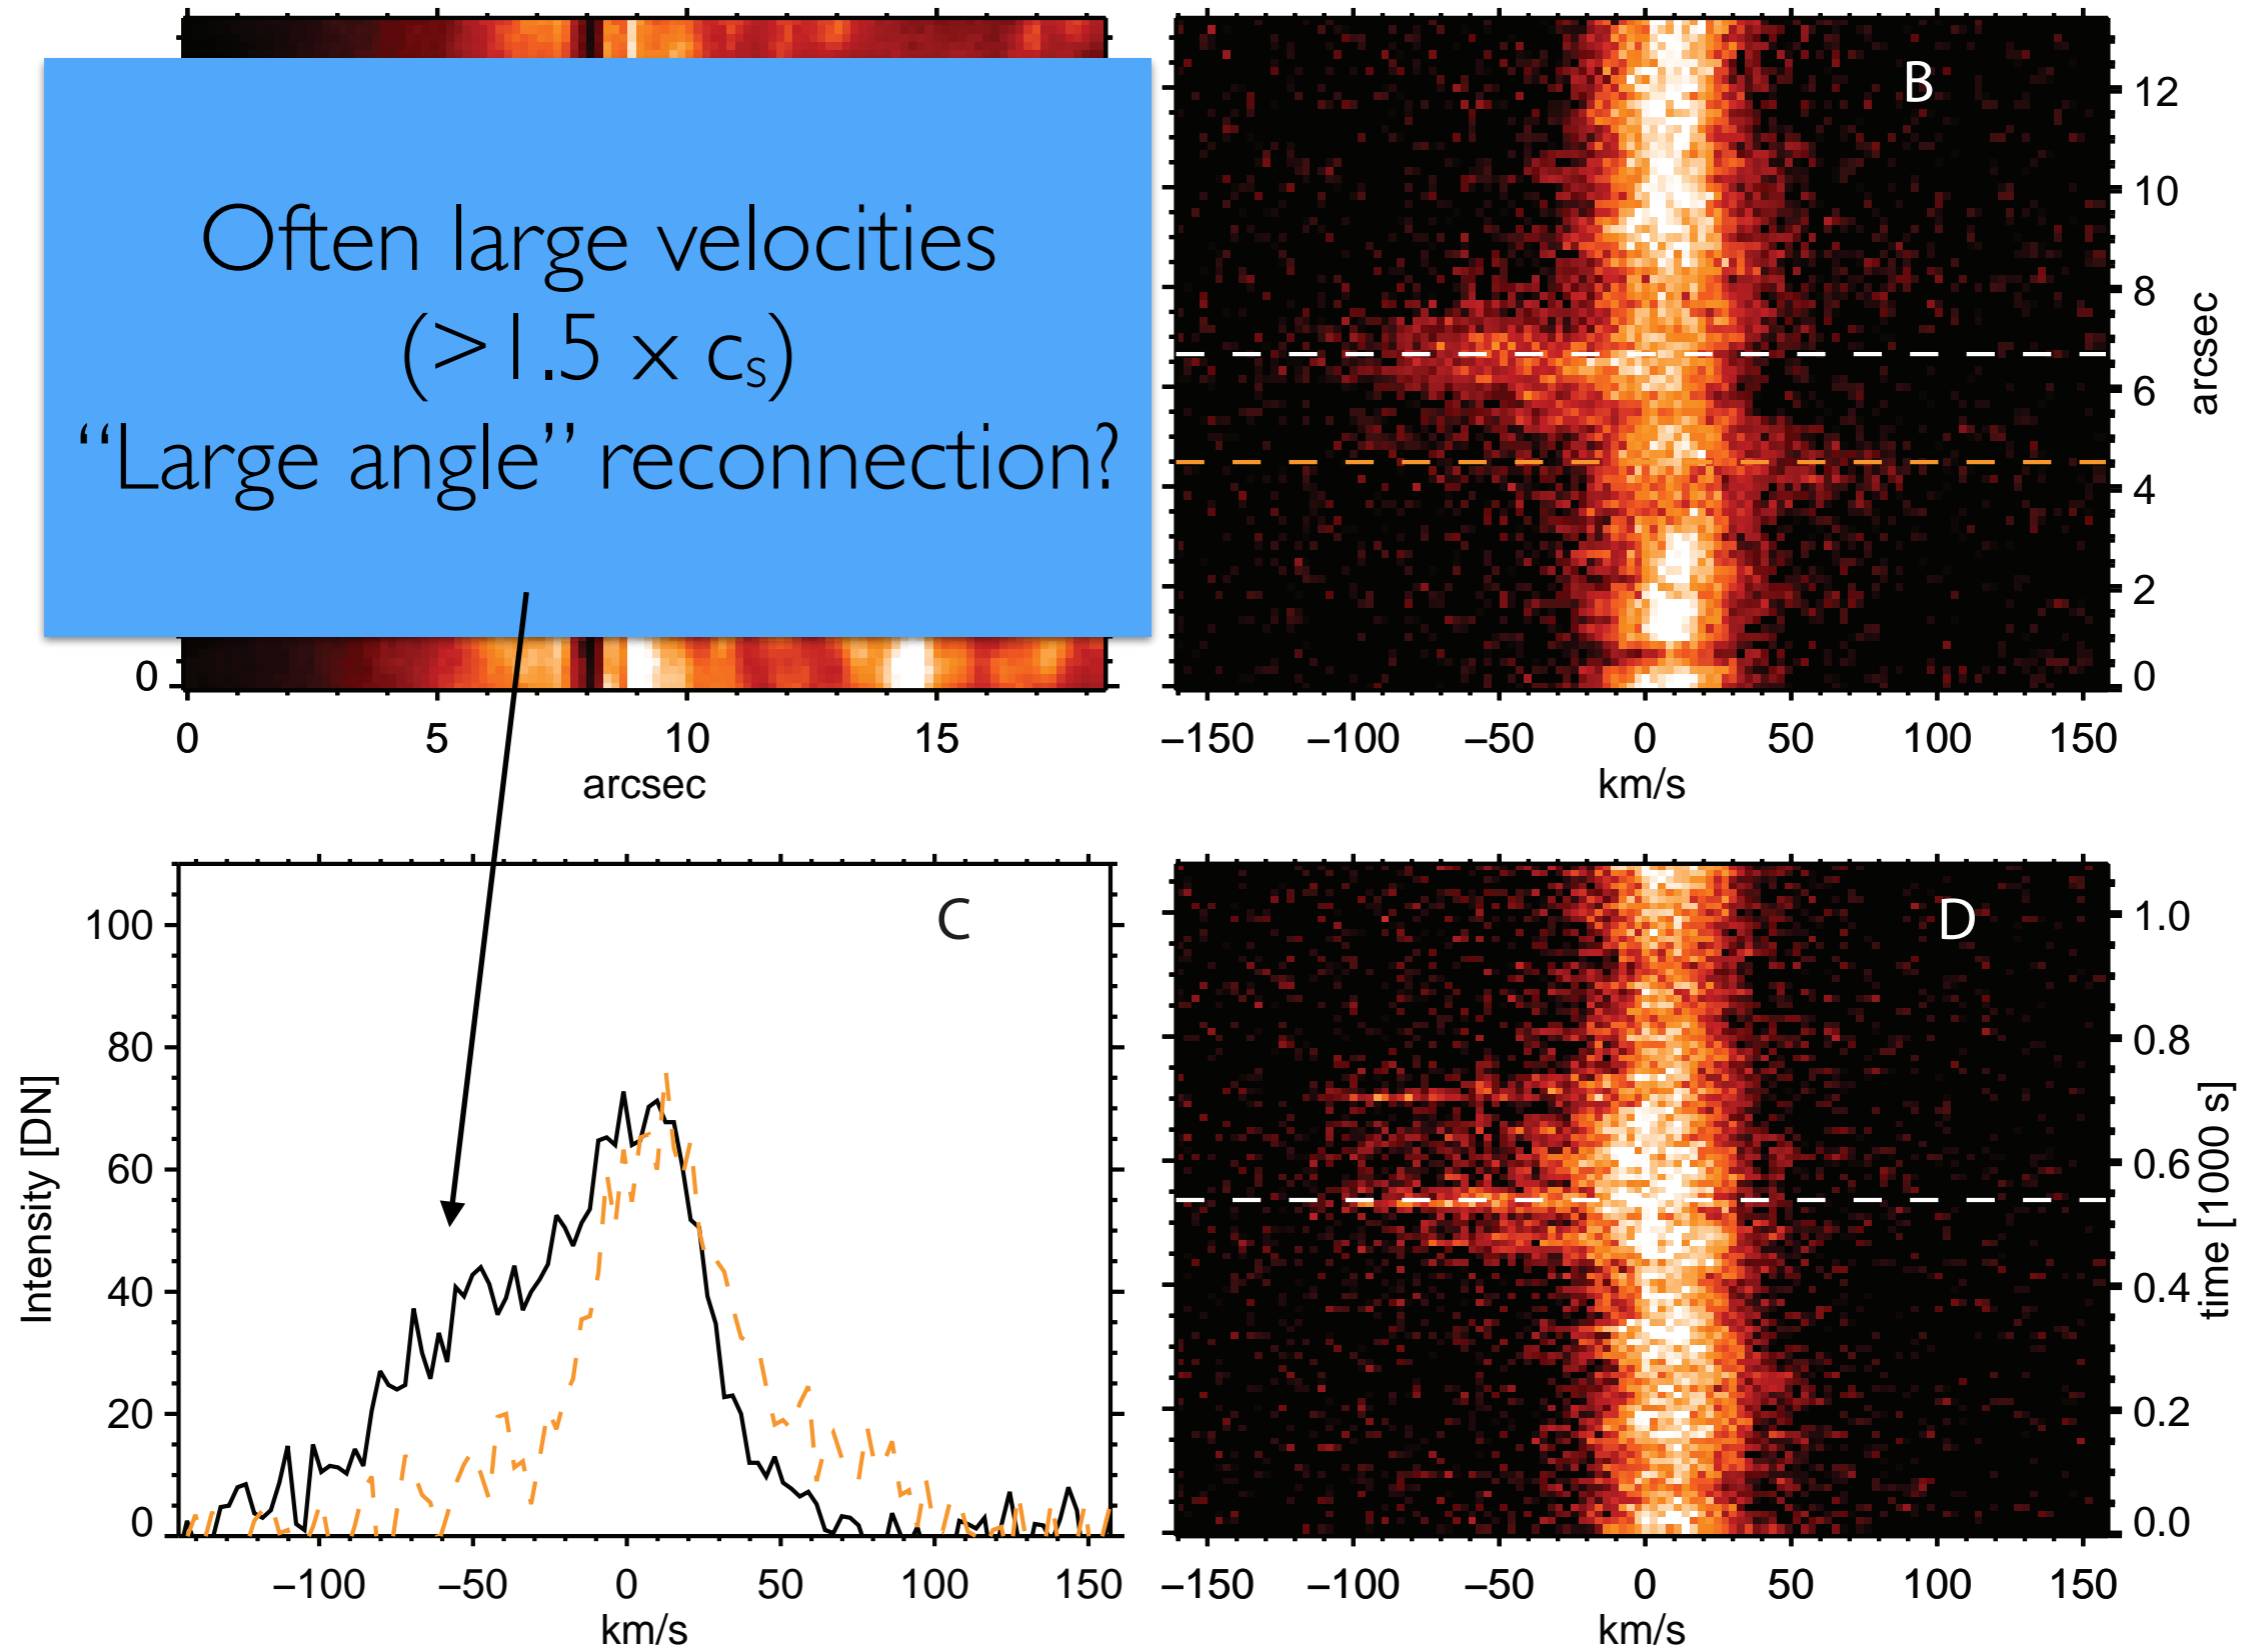 Often large velocities
(>1.5 x cs)
“Large angle” reconnection?
0
0 5 10 15
arcsec
B
12
10
8
6
4
2
0
arcsec
−150 −100 −50 0 50 100 150
km/s
C
100
80
60
40
20
0
Intensity [DN]
−100 −50 0 50 100 150
km/s
D
1.0
0.8
0.6
0.4
0.2
0.0
time [1000 s]
−150 −100 −50 0 50 100 150
km/s